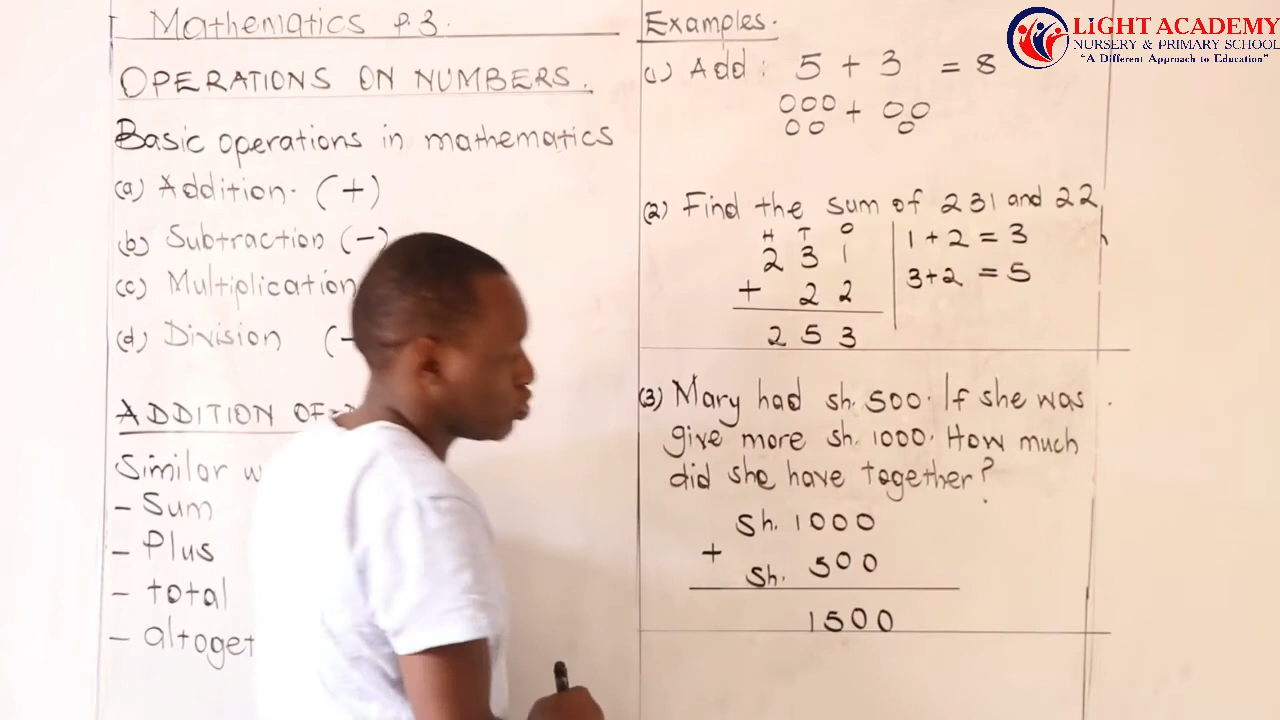 Mathematics P.3.
OPERATIONS ON NUMBERS.
Basic operations in mathematics
(a) Addition. (+)
(b) Subtraction (-)
(c) Multiplication
(d) Division (
ADDITION OF
Similar
- Sum
- Plus
- total
- altoget
Examples.
(1) Add : 5 + 3 = 8
+
(2) Find the sum of 231 and 22
H T O
2 3 1
+ 2 2
2 5 3
1 + 2 = 3
3+2 = 5
(3) Mary had sh. 500. If she was
give more sh. 1000. How much
did she have together?
Sh. 1000
+ Sh. 500
1500
LIGHT ACADEMY
NURSERY & PRIMARY SCHOOL
"A Different Approach to Education"